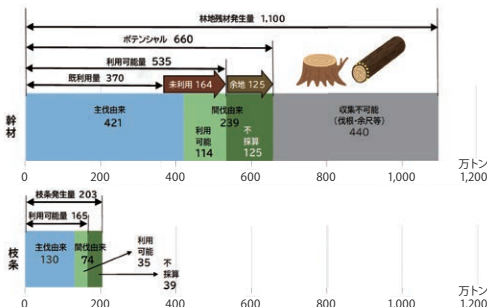 林地残材発生量 1,100
ポテンシャル 660
利用可能量 535
既利用量 370
未利用 164
余地 125
幹材
主伐由来
421
間伐由来
239
利用
可能
114
不
採算
125
収集不可能
(伐根・余尺等)
440
万トン
0
200
400
600
800
1,000
1,200
枝条発生量 203
利用可能量 165
枝条
主伐由来
130
間伐由来
74
利用
可能
35
不
採算
39
万トン
0
200
400
600
800
1,000
1,200